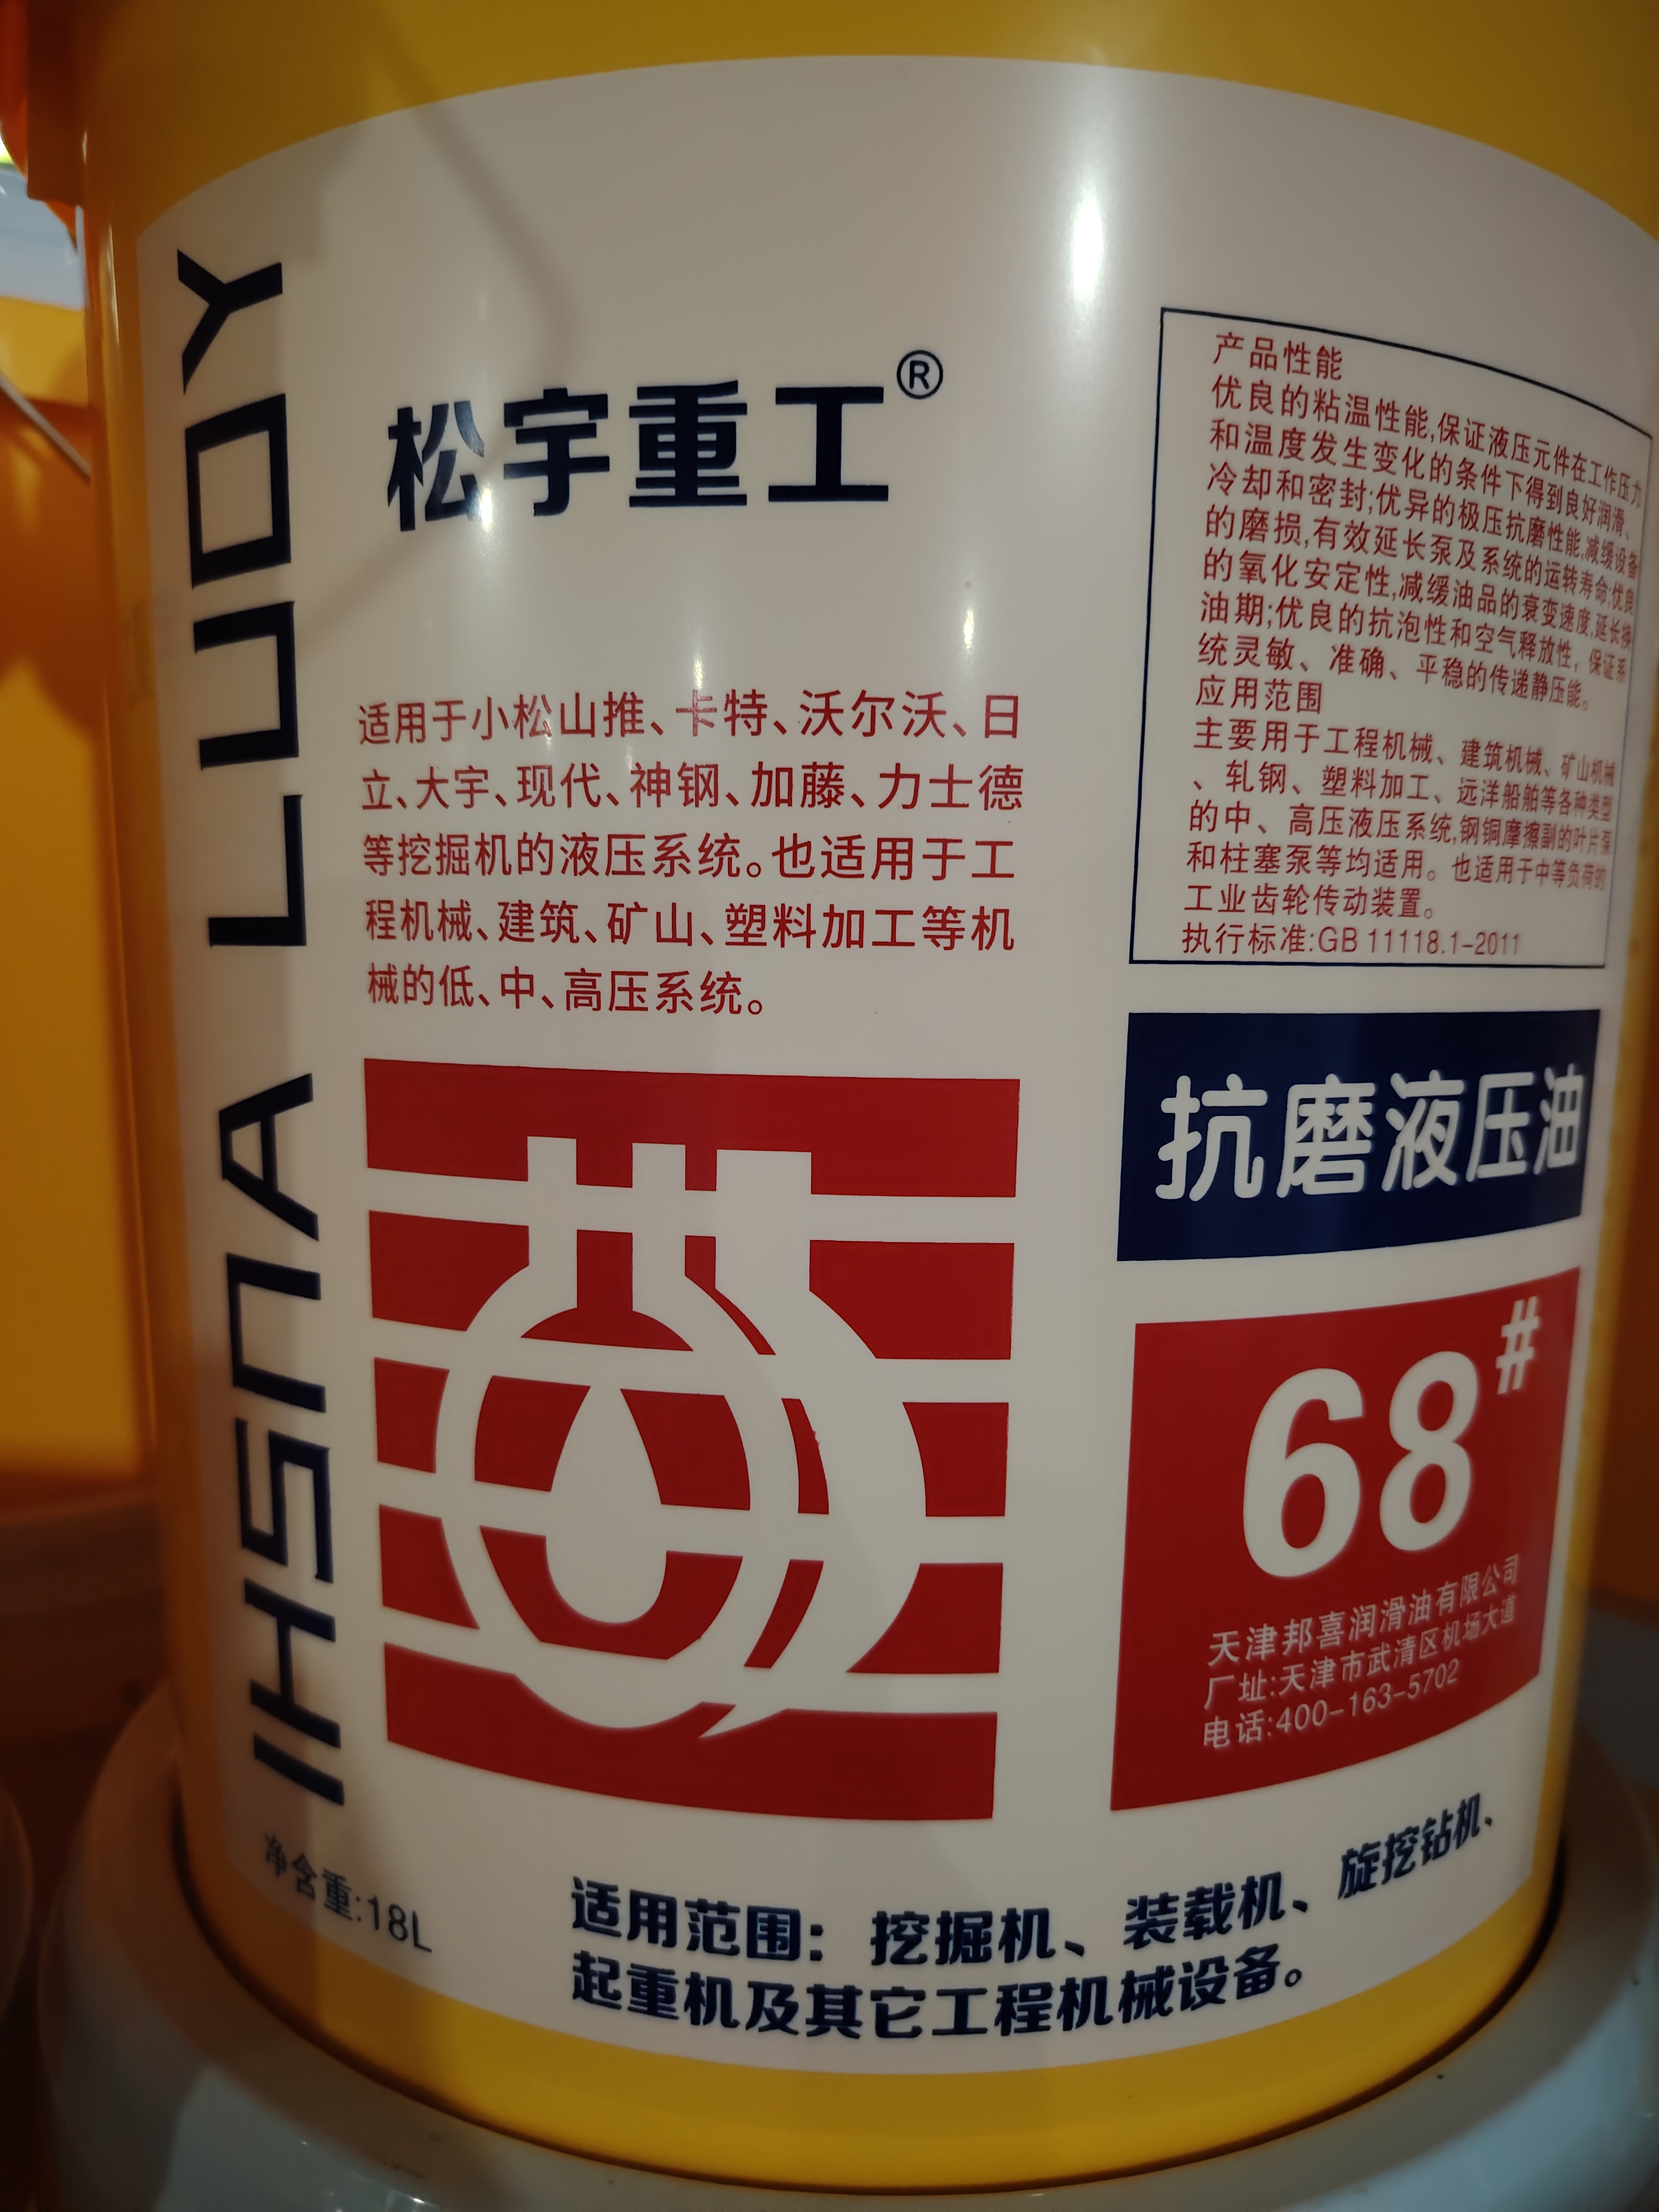 IHSNA LUOY
松宇重工®
适用于小松山推、卡特、沃尔沃、日
立、大宇、现代、神钢、加藤、力士德
等挖掘机的液压系统。也适用于工
程机械、建筑、矿山、塑料加工等机
械的低、中、高压系统。
产品性能
优良的粘温性能,保证液压元件在工作压力
和温度发生变化的条件下得到良好润滑、
冷却和密封;优异的极压抗磨性能,减缓设备
的磨损,有效延长泵及系统的运转寿命;优良
的氧化安定性,减缓油品的衰变速度,延长换
油期;优良的抗泡性和空气释放性,保证系
统灵敏、准确、平稳的传递静压能。
应用范围
主要用于工程机械、建筑机械、矿山机械
、轧钢、塑料加工、远洋船舶等各种类型
的中、高压液压系统,钢铜摩擦副的叶片泵
和柱塞泵等均适用。也适用于中等负荷的
工业齿轮传动装置。
执行标准:GB 11118.1-2011
抗磨液压油
68#
天津邦喜润滑油有限公司
厂址:天津市武清区机场大道
电话:400-163-5702
净含重:18L
适用范围：挖掘机、装载机、旋挖钻机、
起重机及其它工程机械设备。